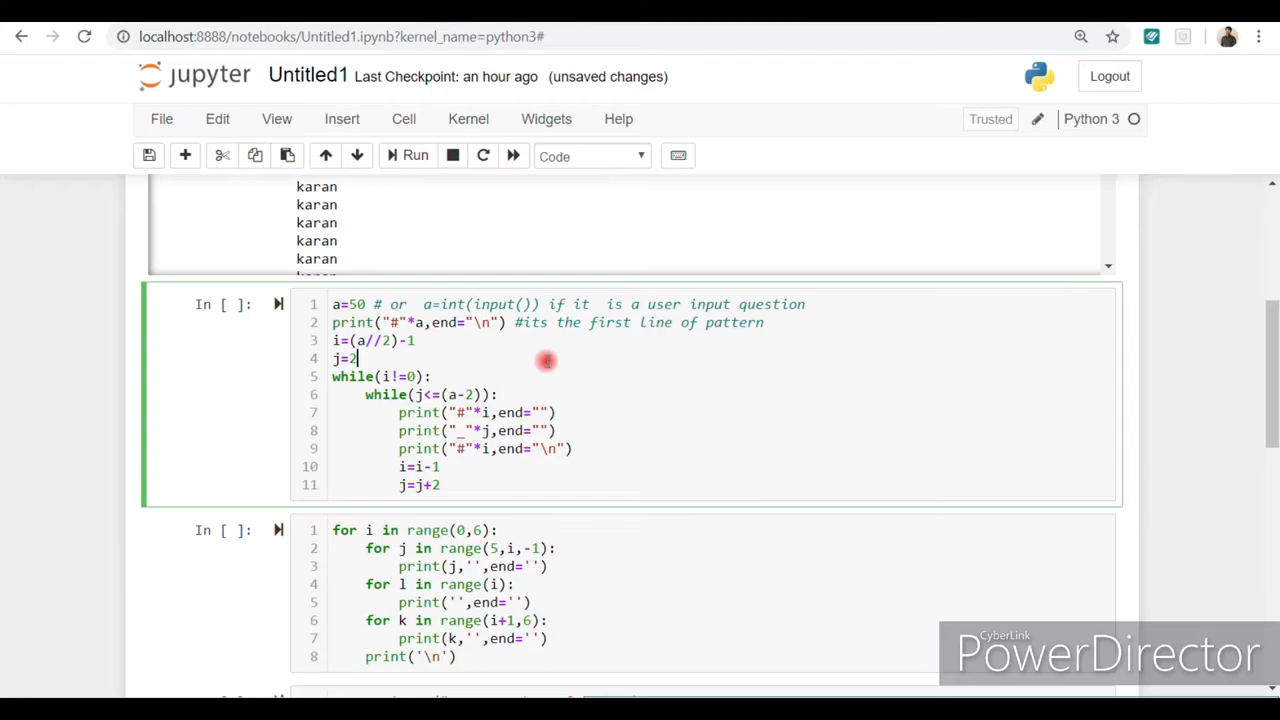 localhost:8888/notebooks/Untitled1.ipynb?kernel_name=python3#
jupyter Untitled1 Last Checkpoint: an hour ago (unsaved changes) Logout
File Edit View Insert Cell Kernel Widgets Help Trusted Python 3
Run Code
karan
karan
karan
karan
karan
In [ ]:
1 a=50 # or a=int(input()) if it is a user input question
2 print("#"*a,end="\n") #its the first line of pattern
3 i=(a//2)-1
4 j=2
5 while(i!=0):
6 while(j<=(a-2)):
7 print("#"*i,end="")
8 print("_"*j,end="")
9 print("#"*i,end="\n")
10 i=i-1
11 j=j+2
In [ ]:
1 for i in range(0,6):
2 for j in range(5,i,-1):
3 print(j,'',end='')
4 for l in range(i):
5 print('',end='')
6 for k in range(i+1,6):
7 print(k,'',end='')
8 print('\n')
CyberLink
PowerDirector